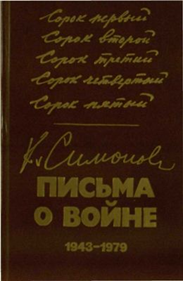 Сорок первый
Сорок второй
Сорок третий
Сорок четвертый
Сорок пятый
К. Симонов
ПИСЬМА
О ВОЙНЕ
1943–1979